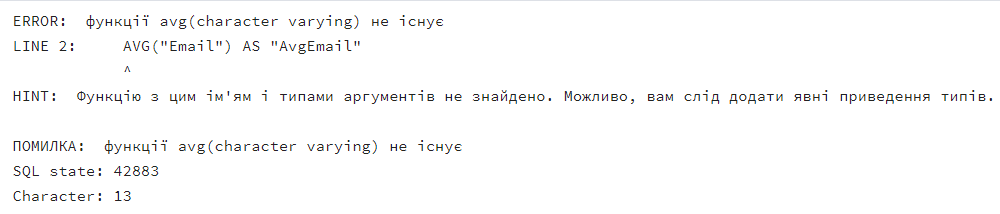 ERROR:  функції avg(character varying) не існує
LINE 2:     AVG("Email") AS "AvgEmail"
            ^
HINT:  Функцію з цим ім'ям і типами аргументів не знайдено. Можливо, вам слід додати явні приведення типів.
ПОМИЛКА:  функції avg(character varying) не існує
SQL state: 42883
Character: 13